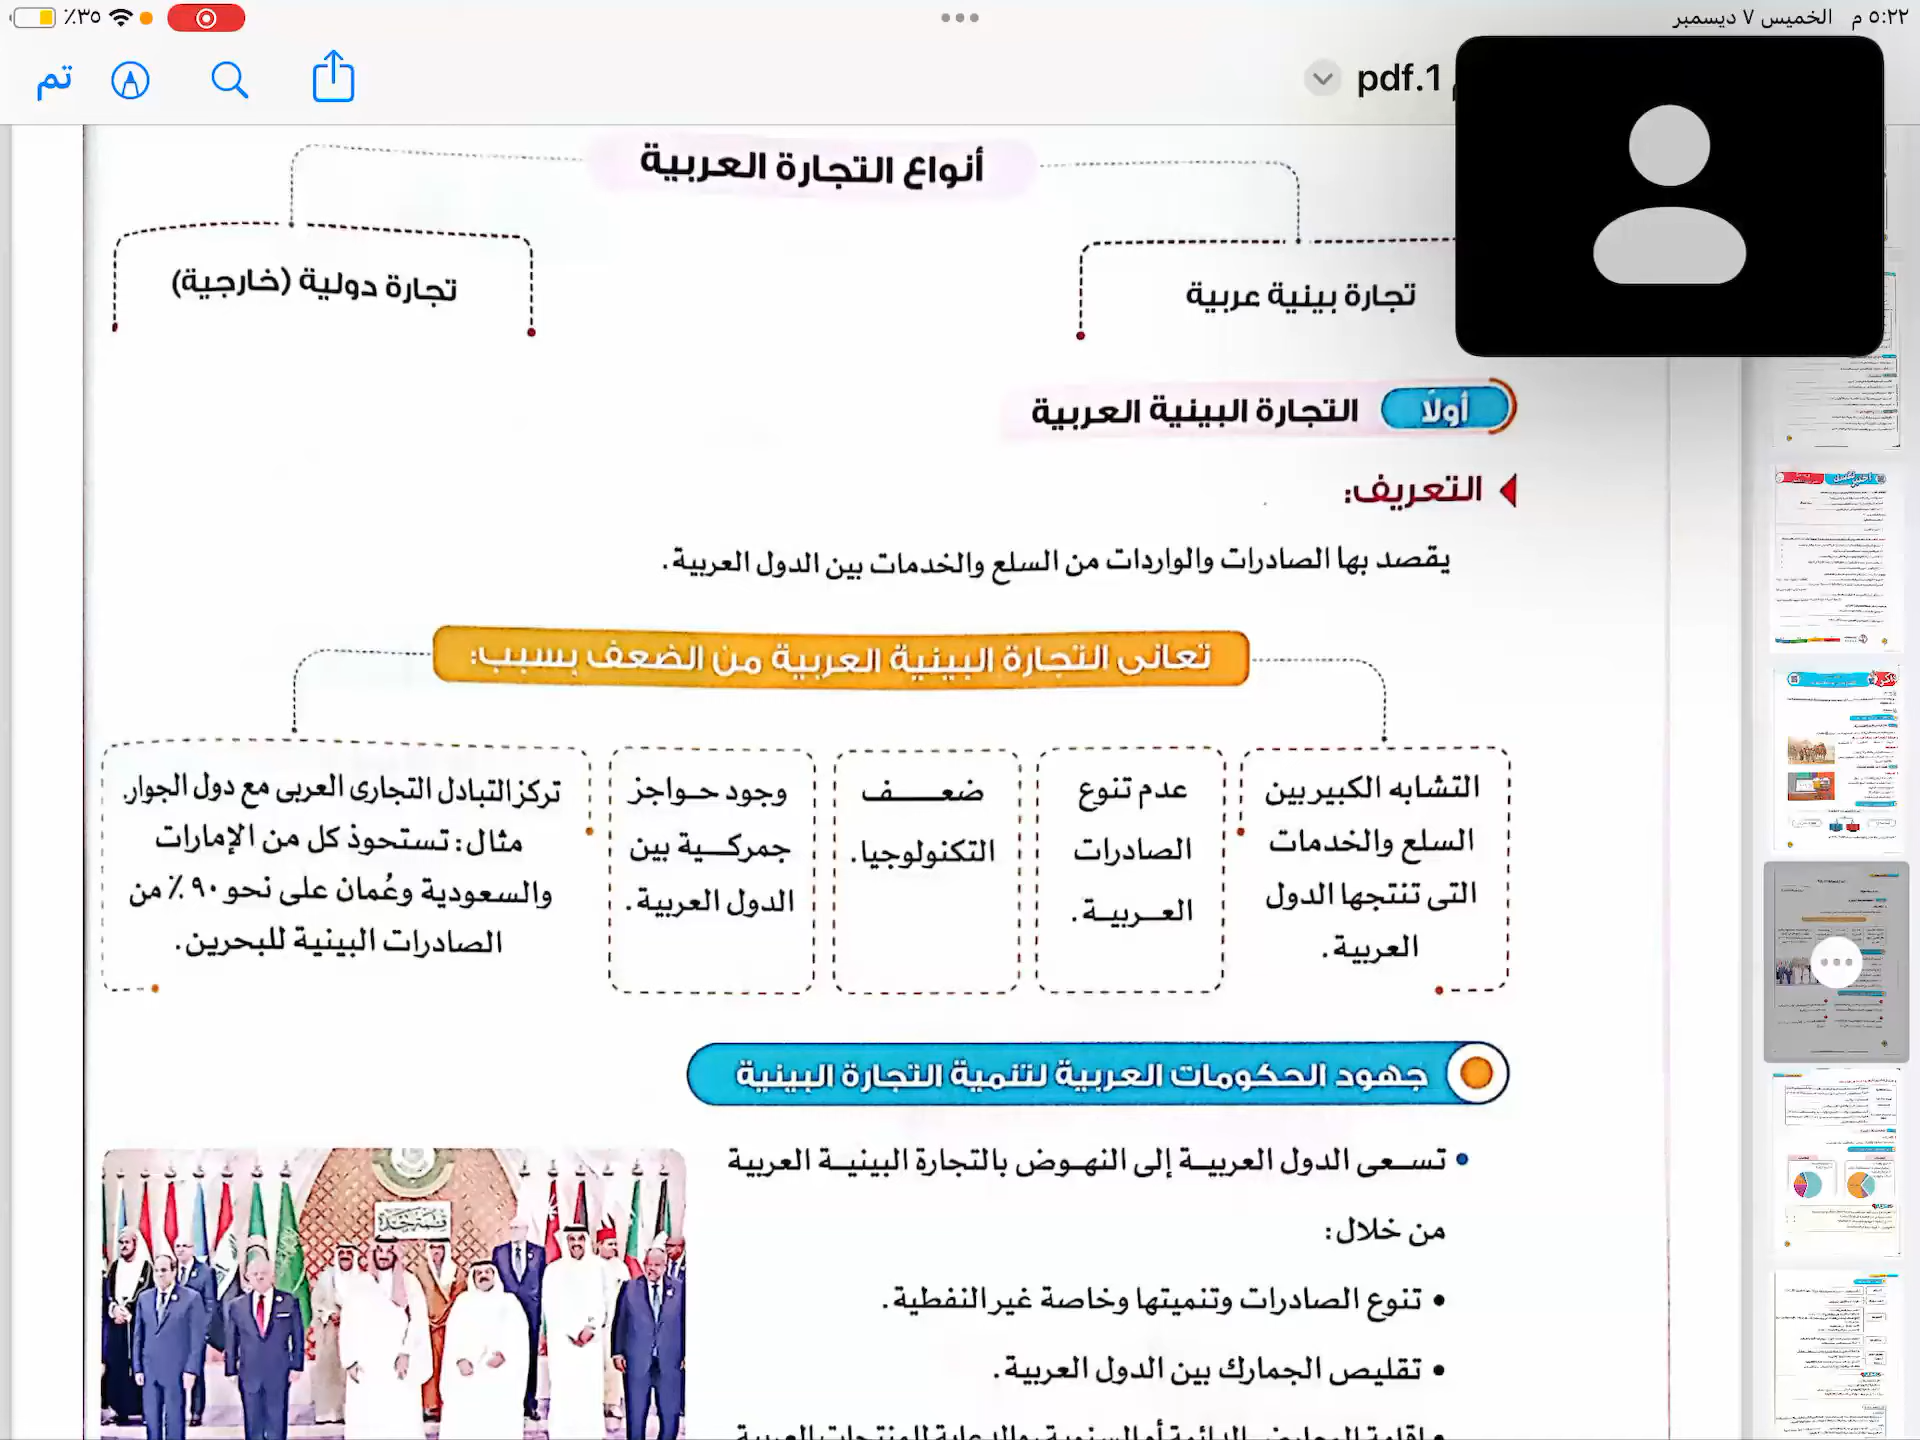 ٥:٢٢ م الخميس ٧ ديسمبر
٪٣٥
pdf.1
تم
أنواع التجارة العربية
تجارة بينية عربية
تجارة دولية (خارجية)
أولًا
التجارة البينية العربية
التعريف:
يقصد بها الصادرات والواردات من السلع والخدمات بين الدول العربية.
تعانى التجارة البينية العربية من الضعف بسبب:
التشابه الكبير بين
السلع والخدمات
التى تنتجها الدول
العربية.
عدم تنوع
الصادرات
العربية.
ضعف
التكنولوجيا.
وجود حواجز
جمركية بين
الدول العربية.
تركز التبادل التجارى العربى مع دول الجوار.
مثال: تستحوذ كل من الإمارات
والسعودية وعُمان على نحو ٩٠٪ من
الصادرات البينية للبحرين.
جهود الحكومات العربية لتنمية التجارة البينية
• تسعى الدول العربية إلى النهوض بالتجارة البينية العربية
من خلال:
• تنوع الصادرات وتنميتها وخاصة غير النفطية.
• تقليص الجمارك بين الدول العربية.
قمة جدة